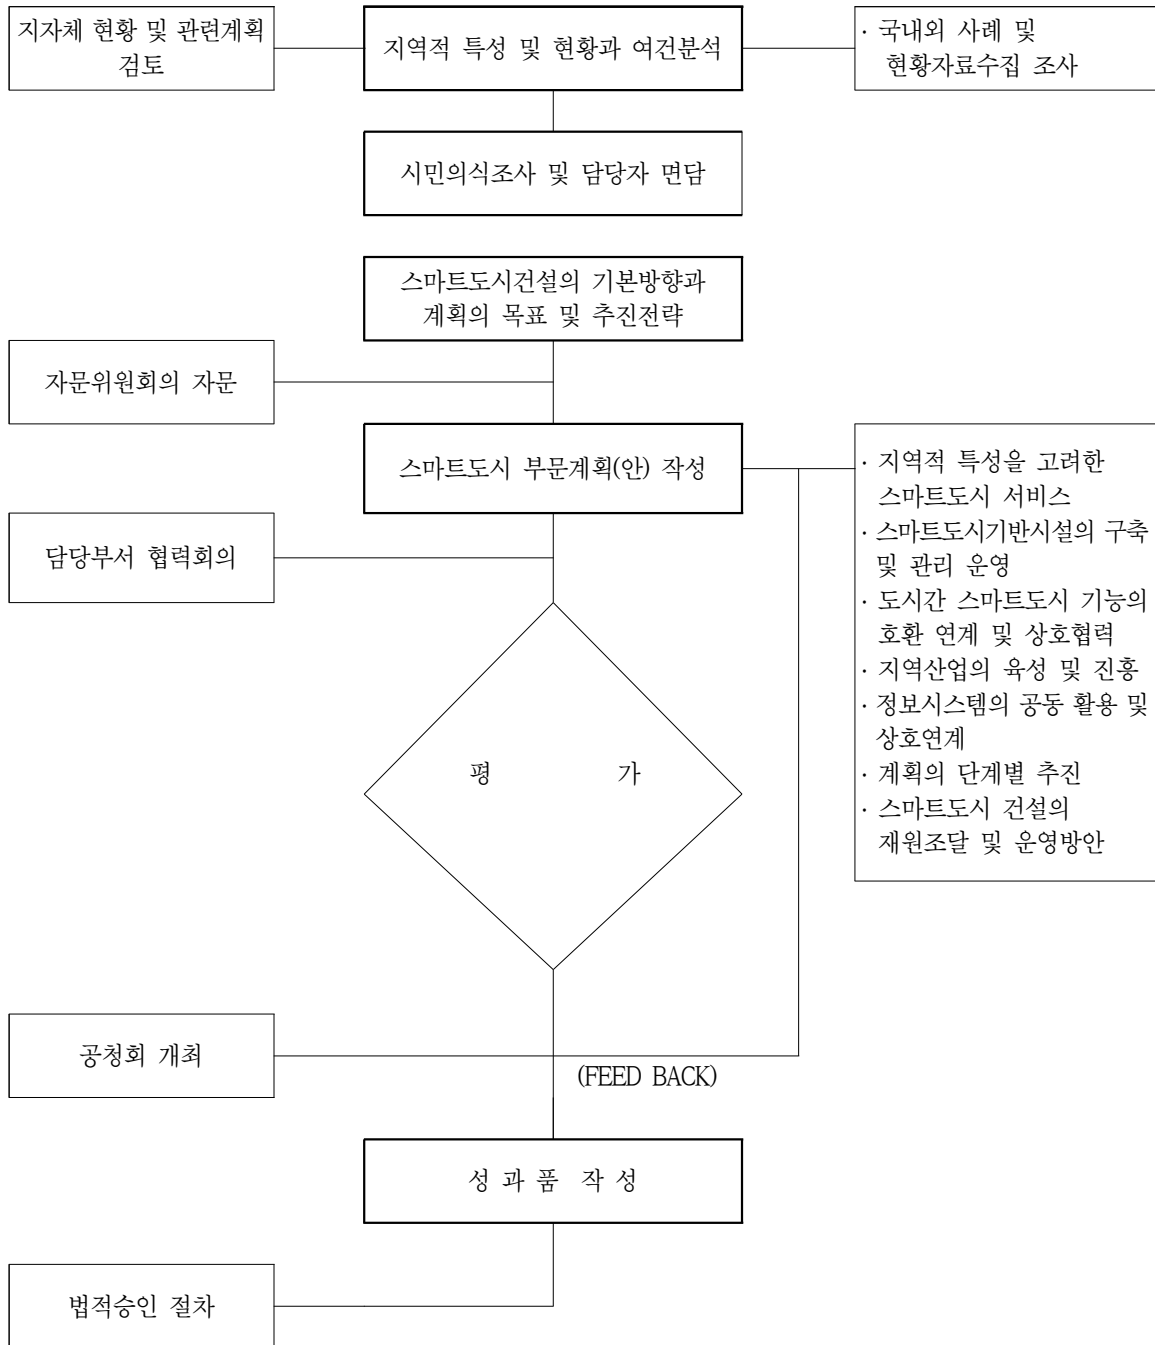 지자체 현황 및 관련계획
검토
지역적 특성 및 현황과 여건분석
· 국내외 사례 및
현황자료수집 조사
시민의식조사 및 담당자 면담
스마트도시건설의 기본방향과
계획의 목표 및 추진전략
자문위원회의 자문
스마트도시 부문계획(안) 작성
· 지역적 특성을 고려한
스마트도시 서비스
· 스마트도시기반시설의 구축
및 관리 운영
· 도시간 스마트도시 기능의
호환 연계 및 상호협력
· 지역산업의 육성 및 진흥
· 정보시스템의 공동 활용 및
상호연계
· 계획의 단계별 추진
· 스마트도시 건설의
재원조달 및 운영방안
담당부서 협력회의
평 가
공청회 개최
(FEED BACK)
성 과 품 작 성
법적승인 절차